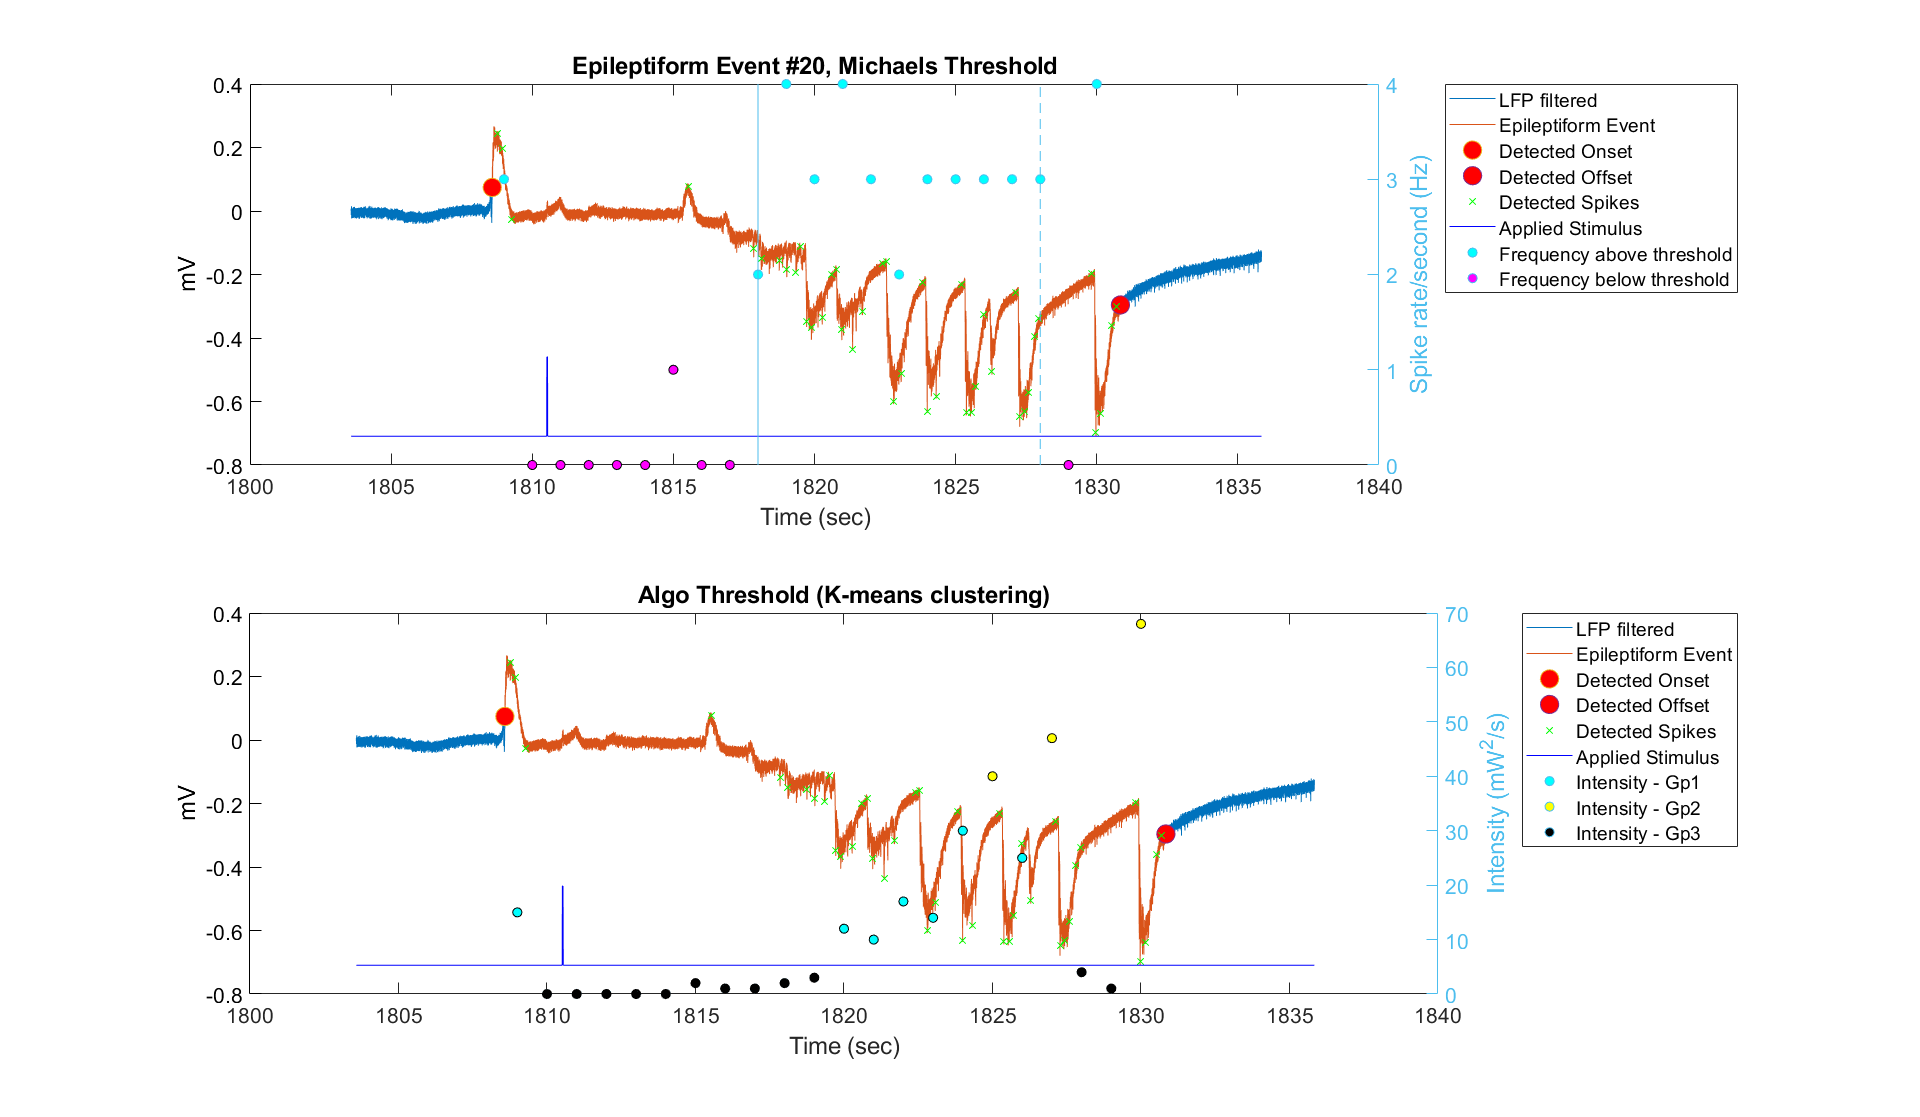 Epileptiform Event #20, Michaels Threshold
0.4
0.2
0
-0.2
-0.4
-0.6
-0.8
mV
1800
1805
1810
1815
1820
1825
1830
1835
1840
Time (sec)
4
3
2
1
0
Spike rate/second (Hz)
LFP filtered
Epileptiform Event
Detected Onset
Detected Offset
Detected Spikes
Applied Stimulus
Frequency above threshold
Frequency below threshold
Algo Threshold (K-means clustering)
0.4
0.2
0
-0.2
-0.4
-0.6
-0.8
mV
1800
1805
1810
1815
1820
1825
1830
1835
1840
Time (sec)
70
60
50
40
30
20
10
0
Intensity (mW²/s)
LFP filtered
Epileptiform Event
Detected Onset
Detected Offset
Detected Spikes
Applied Stimulus
Intensity - Gp1
Intensity - Gp2
Intensity - Gp3